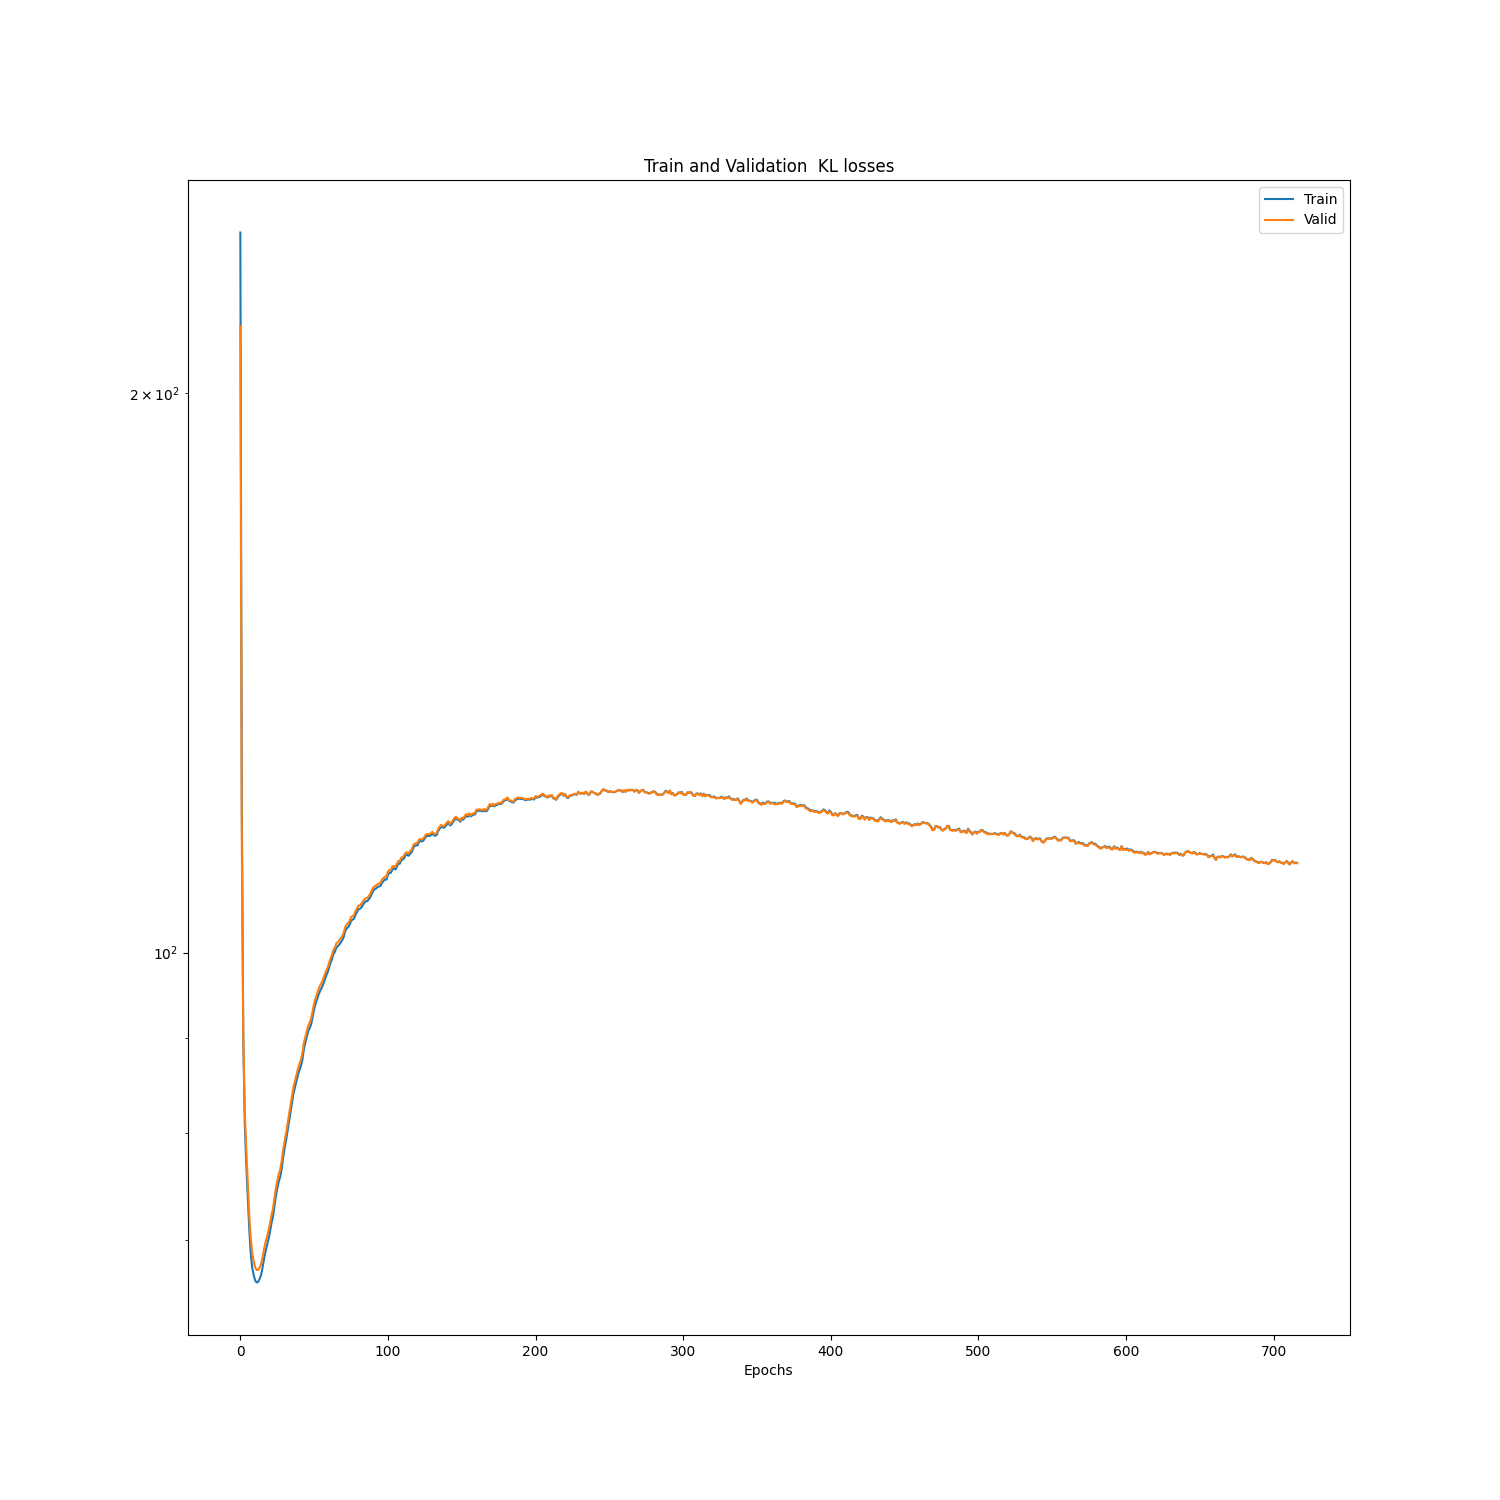 Train and Validation  KL losses
Train
Valid
2 × 10²
10²
0 100 200 300 400 500 600 700
Epochs